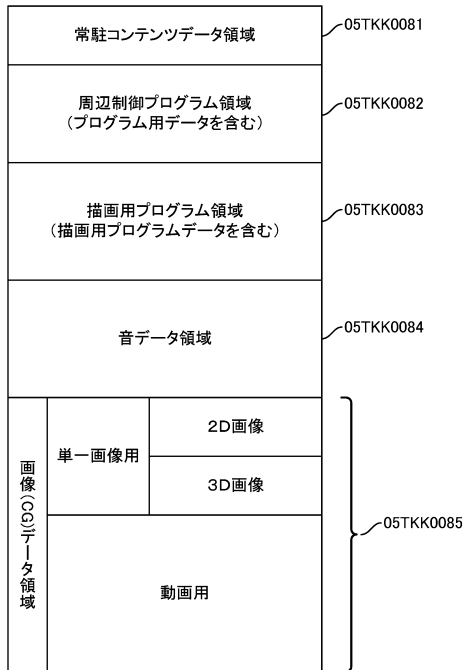 常駐コンテンツデータ領域
05TKK0081
周辺制御プログラム領域
(プログラム用データを含む)
05TKK0082
描画用プログラム領域
(描画用プログラムデータを含む)
05TKK0083
音データ領域
05TKK0084
画像(CG)データ領域
単一画像用
2D画像
3D画像
動画用
05TKK0085